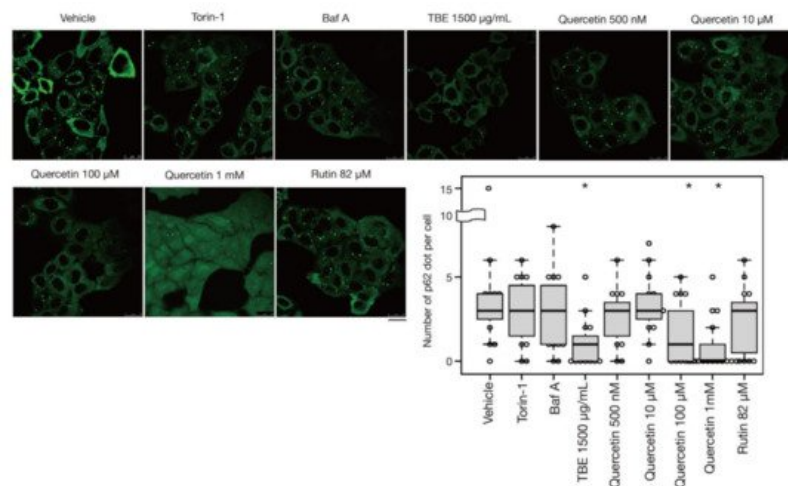 Vehicle
Torin-1
Baf A
TBE 1500 µg/mL
Quercetin 500 nM
Quercetin 10 µM
Quercetin 100 µM
Quercetin 1 mM
Rutin 82 µM
Number of p62 dot per cell
15
10
5
0
*
*
*
Vehicle
Torin-1
Baf A
TBE 1500 µg/mL
Quercetin 500 nM
Quercetin 10 µM
Quercetin 100 µM
Quercetin 1mM
Rutin 82 µM